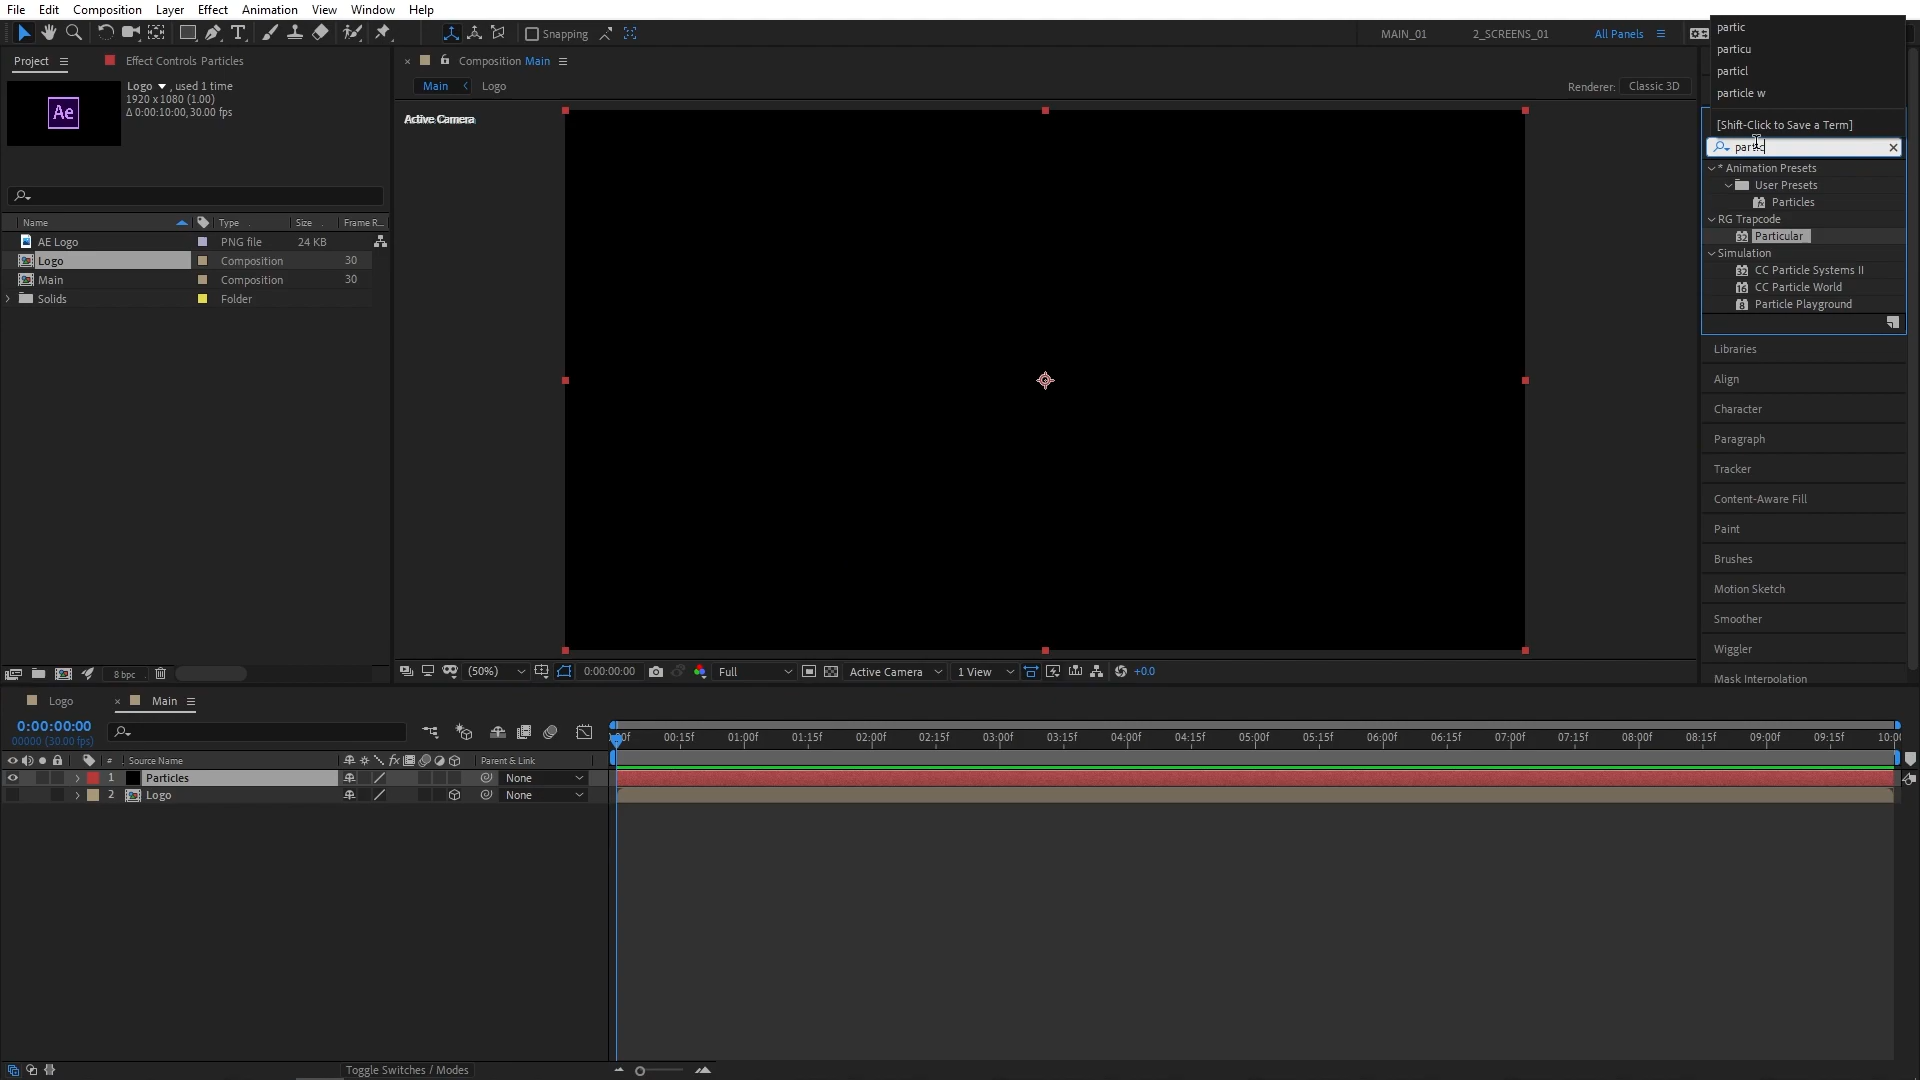 File Edit Composition Layer Effect Animation View Window Help
Snapping
MAIN_01 2_SCREENS_01 All Panels
partic
particu
particl
particle w
[Shift-Click to Save a Term]
partic
* Animation Presets
User Presets
Particles
RG Trapcode
32 Particular
Simulation
32 CC Particle Systems II
16 CC Particle World
8 Particle Playground
Libraries
Align
Character
Paragraph
Tracker
Content-Aware Fill
Paint
Brushes
Motion Sketch
Smoother
Wiggler
Mask Interpolation
Project Effect Controls Particles
Ae
Logo , used 1 time
1920 x 1080 (1.00)
Δ 0:00:10:00, 30.00 fps
Name Type Size Frame R...
AE Logo PNG file 24 KB
Logo Composition 30
Main Composition 30
Solids Folder
8 bpc
Composition Main
Main Logo
Renderer: Classic 3D
Active Camera
(50%) 0:00:00:00 Full Active Camera 1 View +0.0
Logo Main
0:00:00:00
00000 (30.00 fps)
# Source Name fx Parent & Link
00:15f 01:00f 01:15f 02:00f 02:15f 03:00f 03:15f 04:00f 04:15f 05:00f 05:15f 06:00f 06:15f 07:00f 07:15f 08:00f 08:15f 09:00f 09:15f
1 Particles None
2 Logo None
Toggle Switches / Modes